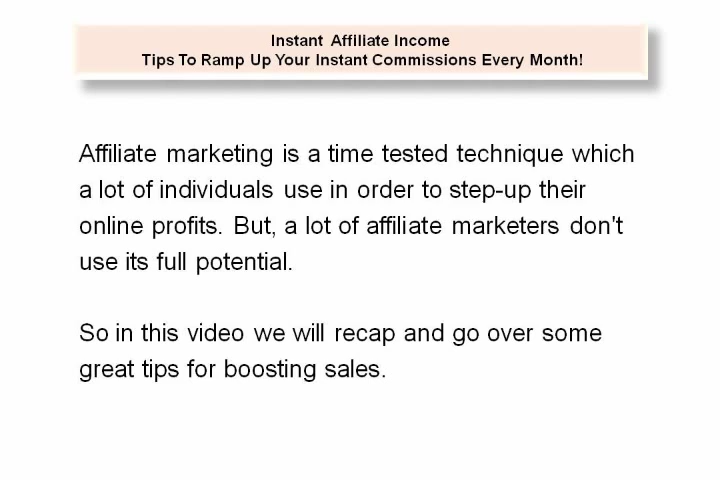 Instant Affiliate Income
Tips To Ramp Up Your Instant Commissions Every Month!
Affiliate marketing is a time tested technique which
a lot of individuals use in order to step-up their
online profits. But, a lot of affiliate marketers don't
use its full potential.
So in this video we will recap and go over some
great tips for boosting sales.